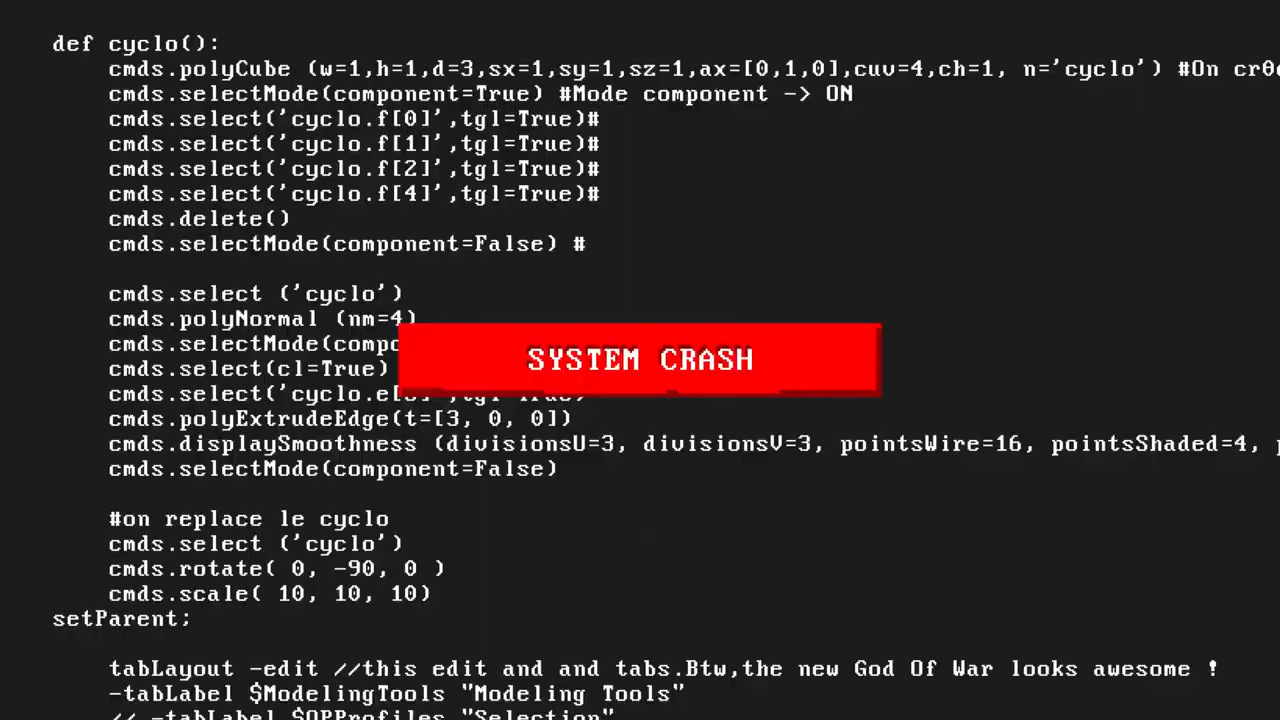 def cyclo():
cmds.polyCube (w=1,h=1,d=3,sx=1,sy=1,sz=1,ax=[0,1,0],cuv=4,ch=1, n='cyclo') #On
cmds.selectMode(component=True) #Mode component -> ON
cmds.select('cyclo.f[0]',tgl=True)#
cmds.select('cyclo.f[1]',tgl=True)#
cmds.select('cyclo.f[2]',tgl=True)#
cmds.select('cyclo.f[4]',tgl=True)#
cmds.delete()
cmds.selectMode(component=False) #
cmds.select ('cyclo')
cmds.polyNormal (nm=4)
cmds.selectMode(compo
SYSTEM CRASH
cmds.select(cl=True)
cmds.select('cyclo.e[
cmds.polyExtrudeEdge(t=[3, 0, 0])
cmds.displaySmoothness (divisionsU=3, divisionsV=3, pointsWire=16, pointsShaded=4,
cmds.selectMode(component=False)
#on replace le cyclo
cmds.select ('cyclo')
cmds.rotate( 0, -90, 0 )
cmds.scale( 10, 10, 10)
setParent;
tabLayout -edit //this edit and and tabs.Btw,the new God Of War looks awesome !
-tabLabel $ModelingTools "Modeling Tools"
// -tabLabel $QPProfiles "Selection"